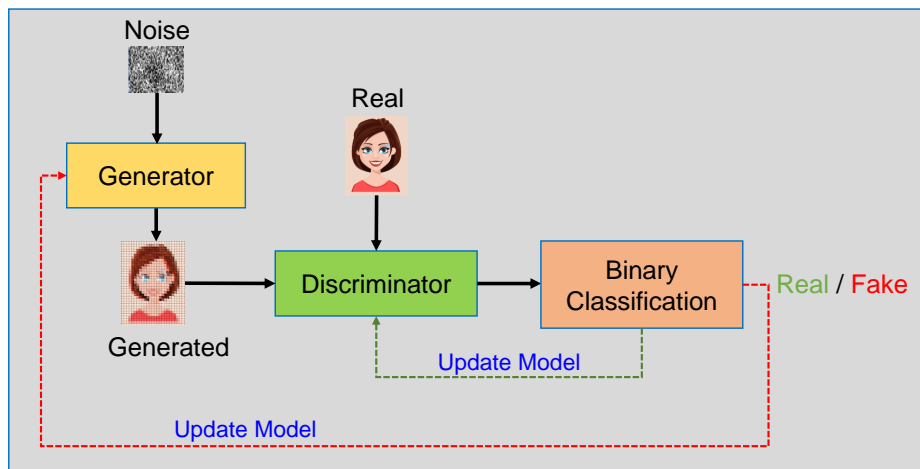 Noise
Real
Generator
Generated
Discriminator
Binary
Classification
Real / Fake
Update Model
Update Model